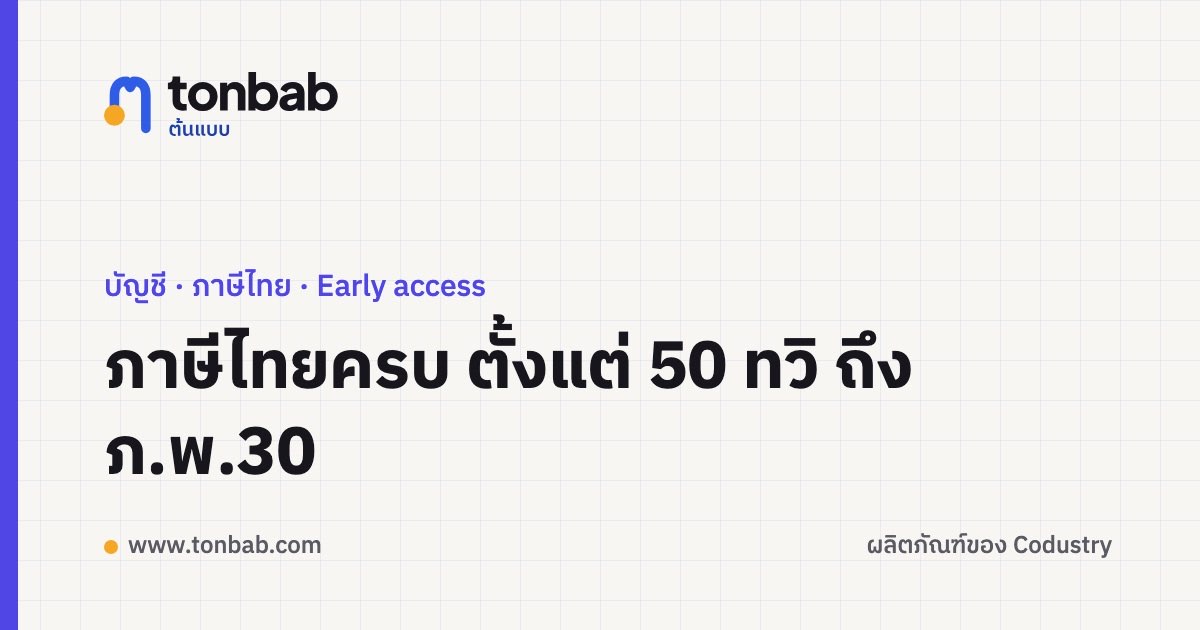 tonbab
ต้นแบบ
บัญชี · ภาษีไทย · Early access
ภาษีไทยครบ ตั้งแต่ 50 ทวิ ถึง
ภ.พ.30
www.tonbab.com
ผลิตภัณฑ์ของ Codustry